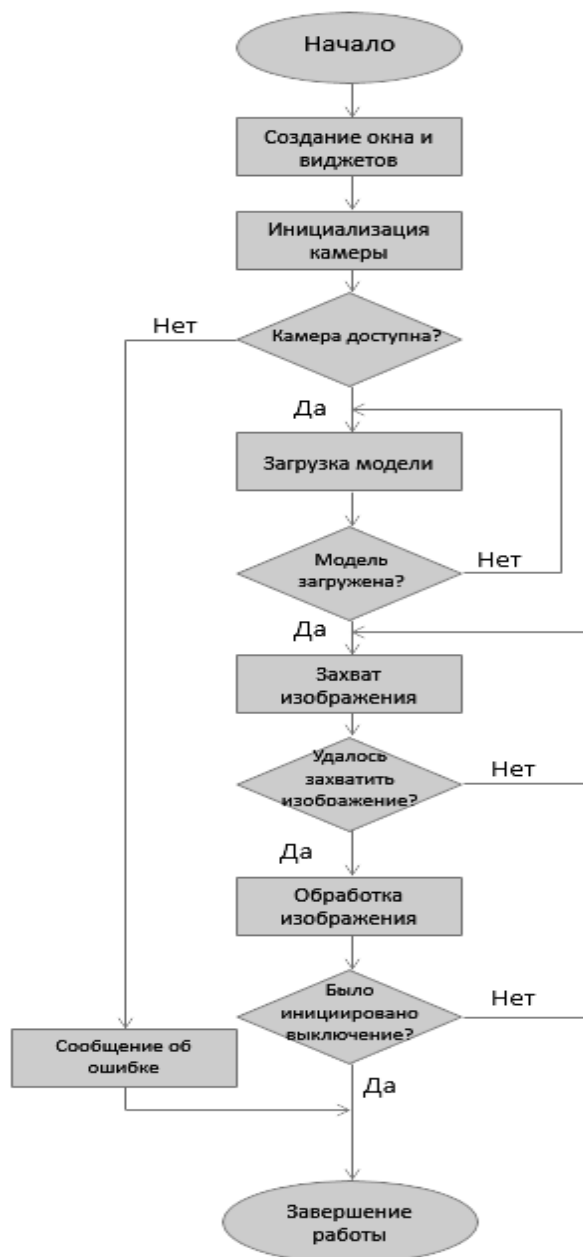 Начало
Создание окна и
виджетов
Инициализация
камеры
Нет
Камера доступна?
Да
Загрузка модели
Модель
загружена?
Нет
Да
Захват
изображения
Удалось
захватить
изображение?
Нет
Да
Обработка
изображения
Было
инициировано
выключение?
Нет
Сообщение об
ошибке
Да
Завершение
работы